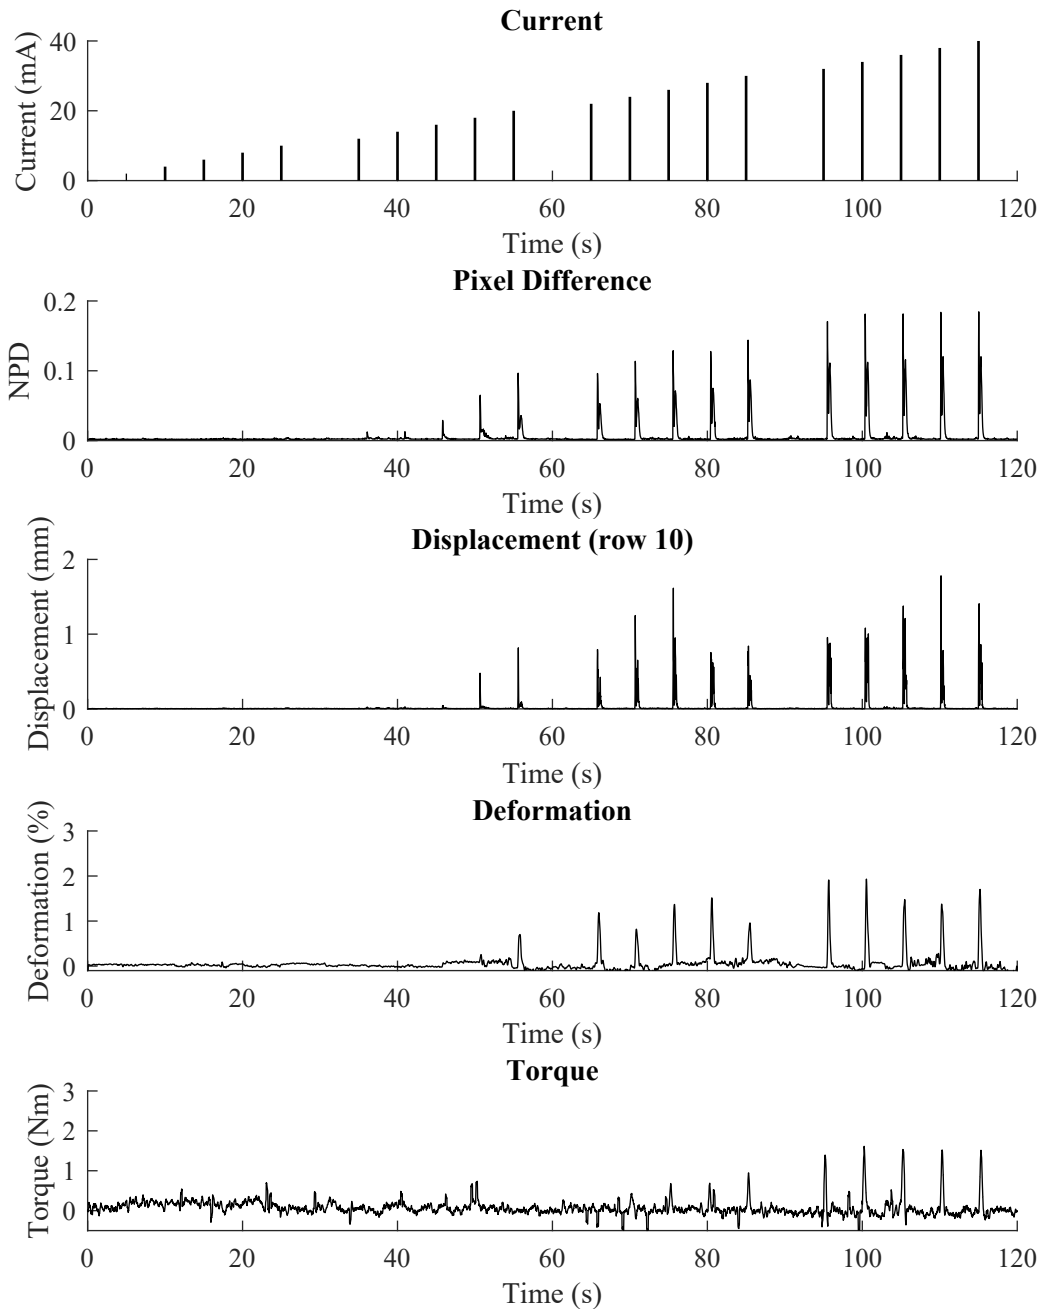 Current
Current (mA)
40
20
0
0 20 40 60 80 100 120
Time (s)
Pixel Difference
NPD
0.2
0.1
0
0 20 40 60 80 100 120
Time (s)
Displacement (row 10)
Displacement (mm)
2
1
0
0 20 40 60 80 100 120
Time (s)
Deformation
Deformation (%)
3
2
1
0
0 20 40 60 80 100 120
Time (s)
Torque
Torque (Nm)
3
2
1
0
0 20 40 60 80 100 120
Time (s)